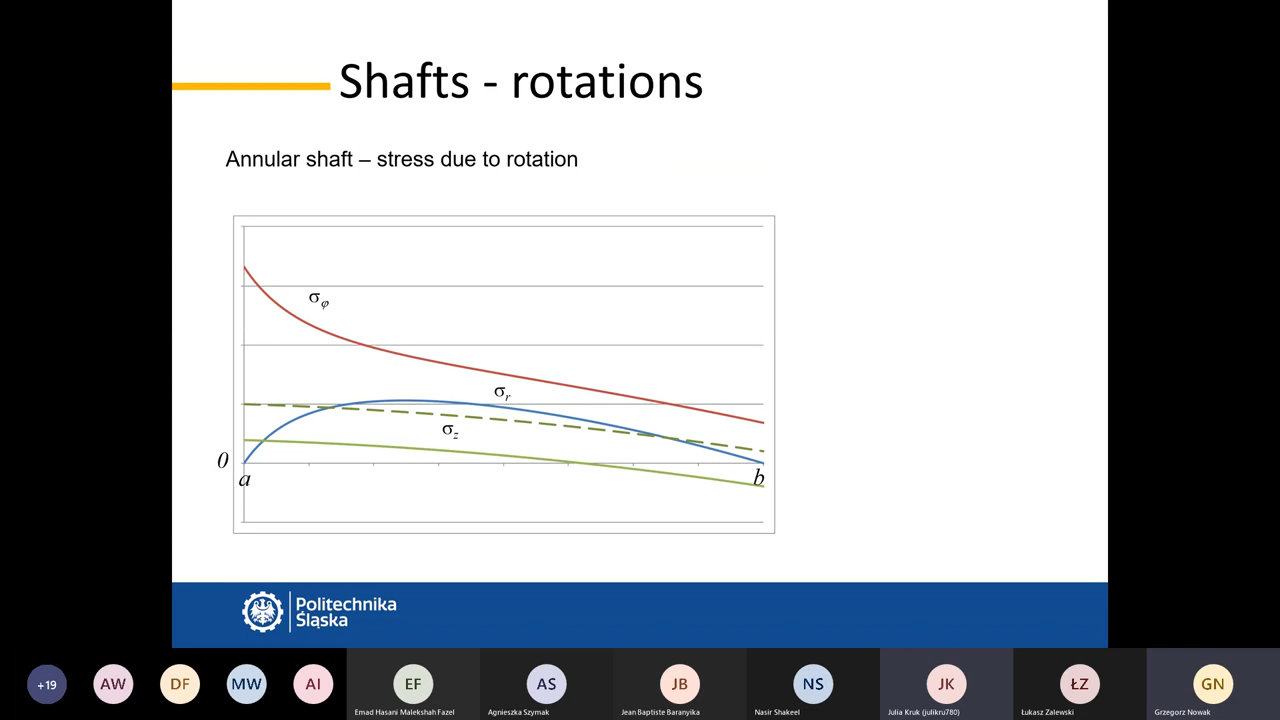 Shafts - rotations
Annular shaft – stress due to rotation
σφ
σr
σz
0
a
b
Politechnika
Śląska
+19
AW
DF
MW
AI
EF
AS
JB
NS
JK
ŁZ
GN
Emad Hasani Malekshah Fazel
Agnieszka Szymak
Jean Baptiste Baranyika
Nasir Shakeel
Julia Kruk (julikru780)
Łukasz Zalewski
Grzegorz Nowak